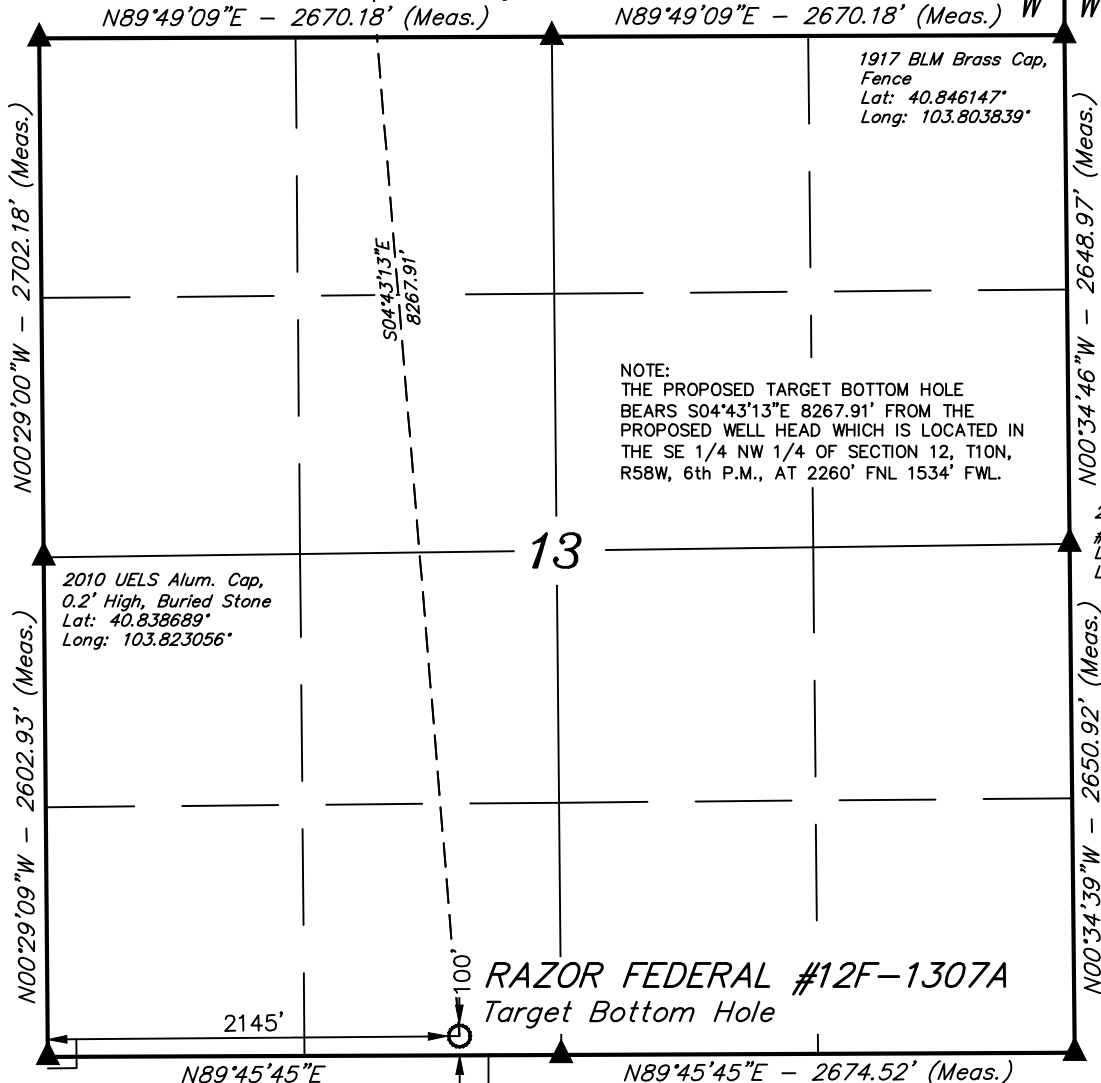 N89°49'09"E - 2670.18' (Meas.)
N89°49'09"E - 2670.18' (Meas.)
W
W
1917 BLM Brass Cap,
Fence
Lat: 40.846147°
Long: 103.803839°
N00°29'00"W - 2702.18' (Meas.)
N00°34'46"W - 2648.97' (Meas.)
S04°43'13"E
8267.91'
NOTE:
THE PROPOSED TARGET BOTTOM HOLE
BEARS S04°43'13"E 8267.91' FROM THE
PROPOSED WELL HEAD WHICH IS LOCATED IN
THE SE 1/4 NW 1/4 OF SECTION 12, T10N,
R58W, 6th P.M., AT 2260' FNL 1534' FWL.
13
2010 UELS Alum. Cap,
0.2' High, Buried Stone
Lat: 40.838689°
Long: 103.823056°
N00°29'09"W - 2602.93' (Meas.)
N00°34'39"W - 2650.92' (Meas.)
100'
RAZOR FEDERAL #12F-1307A
Target Bottom Hole
2145'
N89°45'45"E
N89°45'45"E - 2674.52' (Meas.)